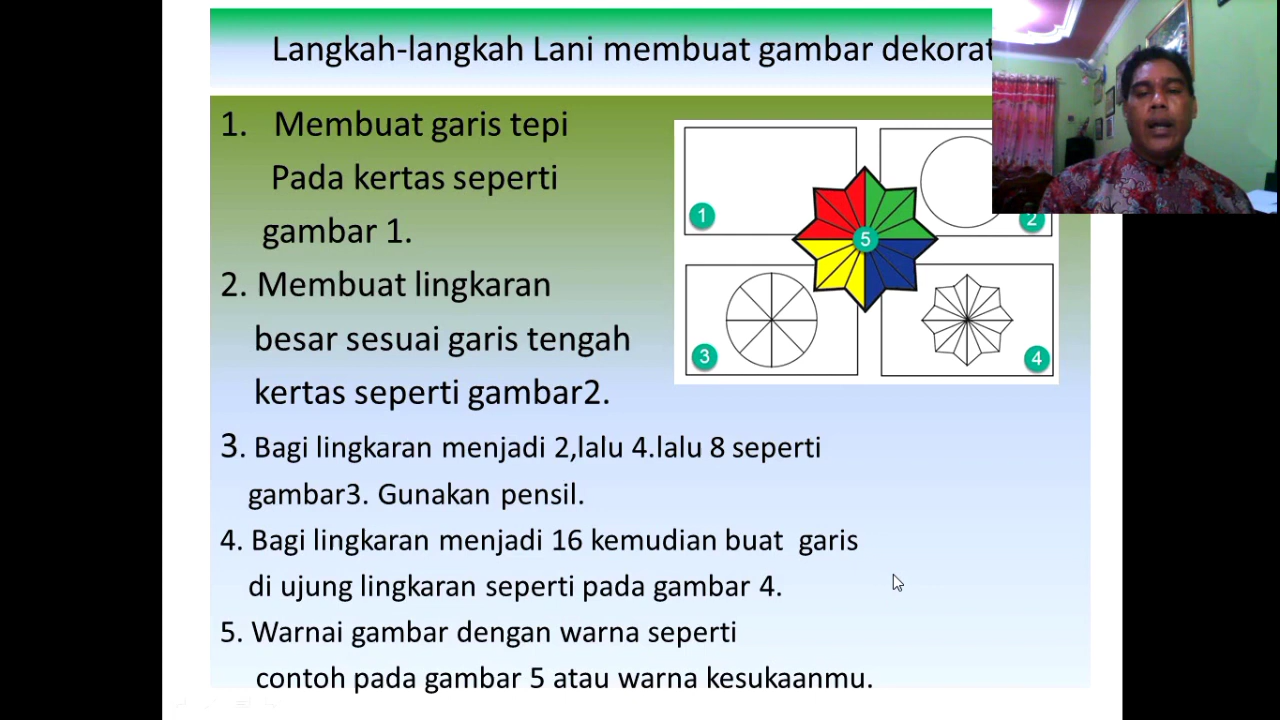 Langkah-langkah Lani membuat gambar
1. Membuat garis tepi
Pada kertas seperti
gambar 1.
2. Membuat lingkaran
besar sesuai garis tengah
kertas seperti gambar2.
3. Bagi lingkaran menjadi 2,lalu 4.lalu 8 seperti
gambar3. Gunakan pensil.
4. Bagi lingkaran menjadi 16 kemudian buat garis
di ujung lingkaran seperti pada gambar 4.
5. Warnai gambar dengan warna seperti
contoh pada gambar 5 atau warna kesukaanmu.
1
2
5
3
4